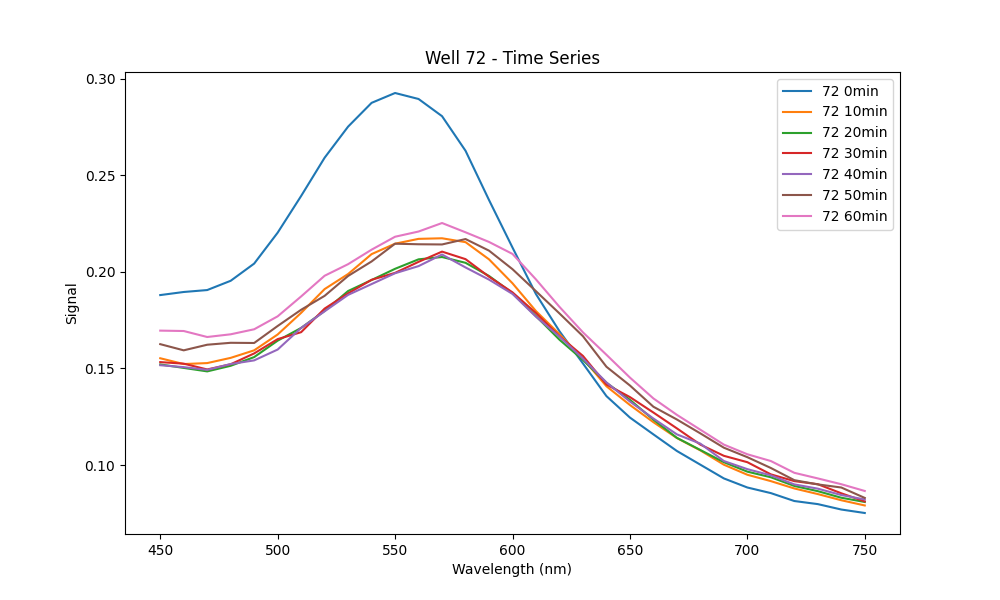 Well 72 - Time Series
Signal
0.30
0.25
0.20
0.15
0.10
450 500 550 600 650 700 750
Wavelength (nm)
72 0min
72 10min
72 20min
72 30min
72 40min
72 50min
72 60min